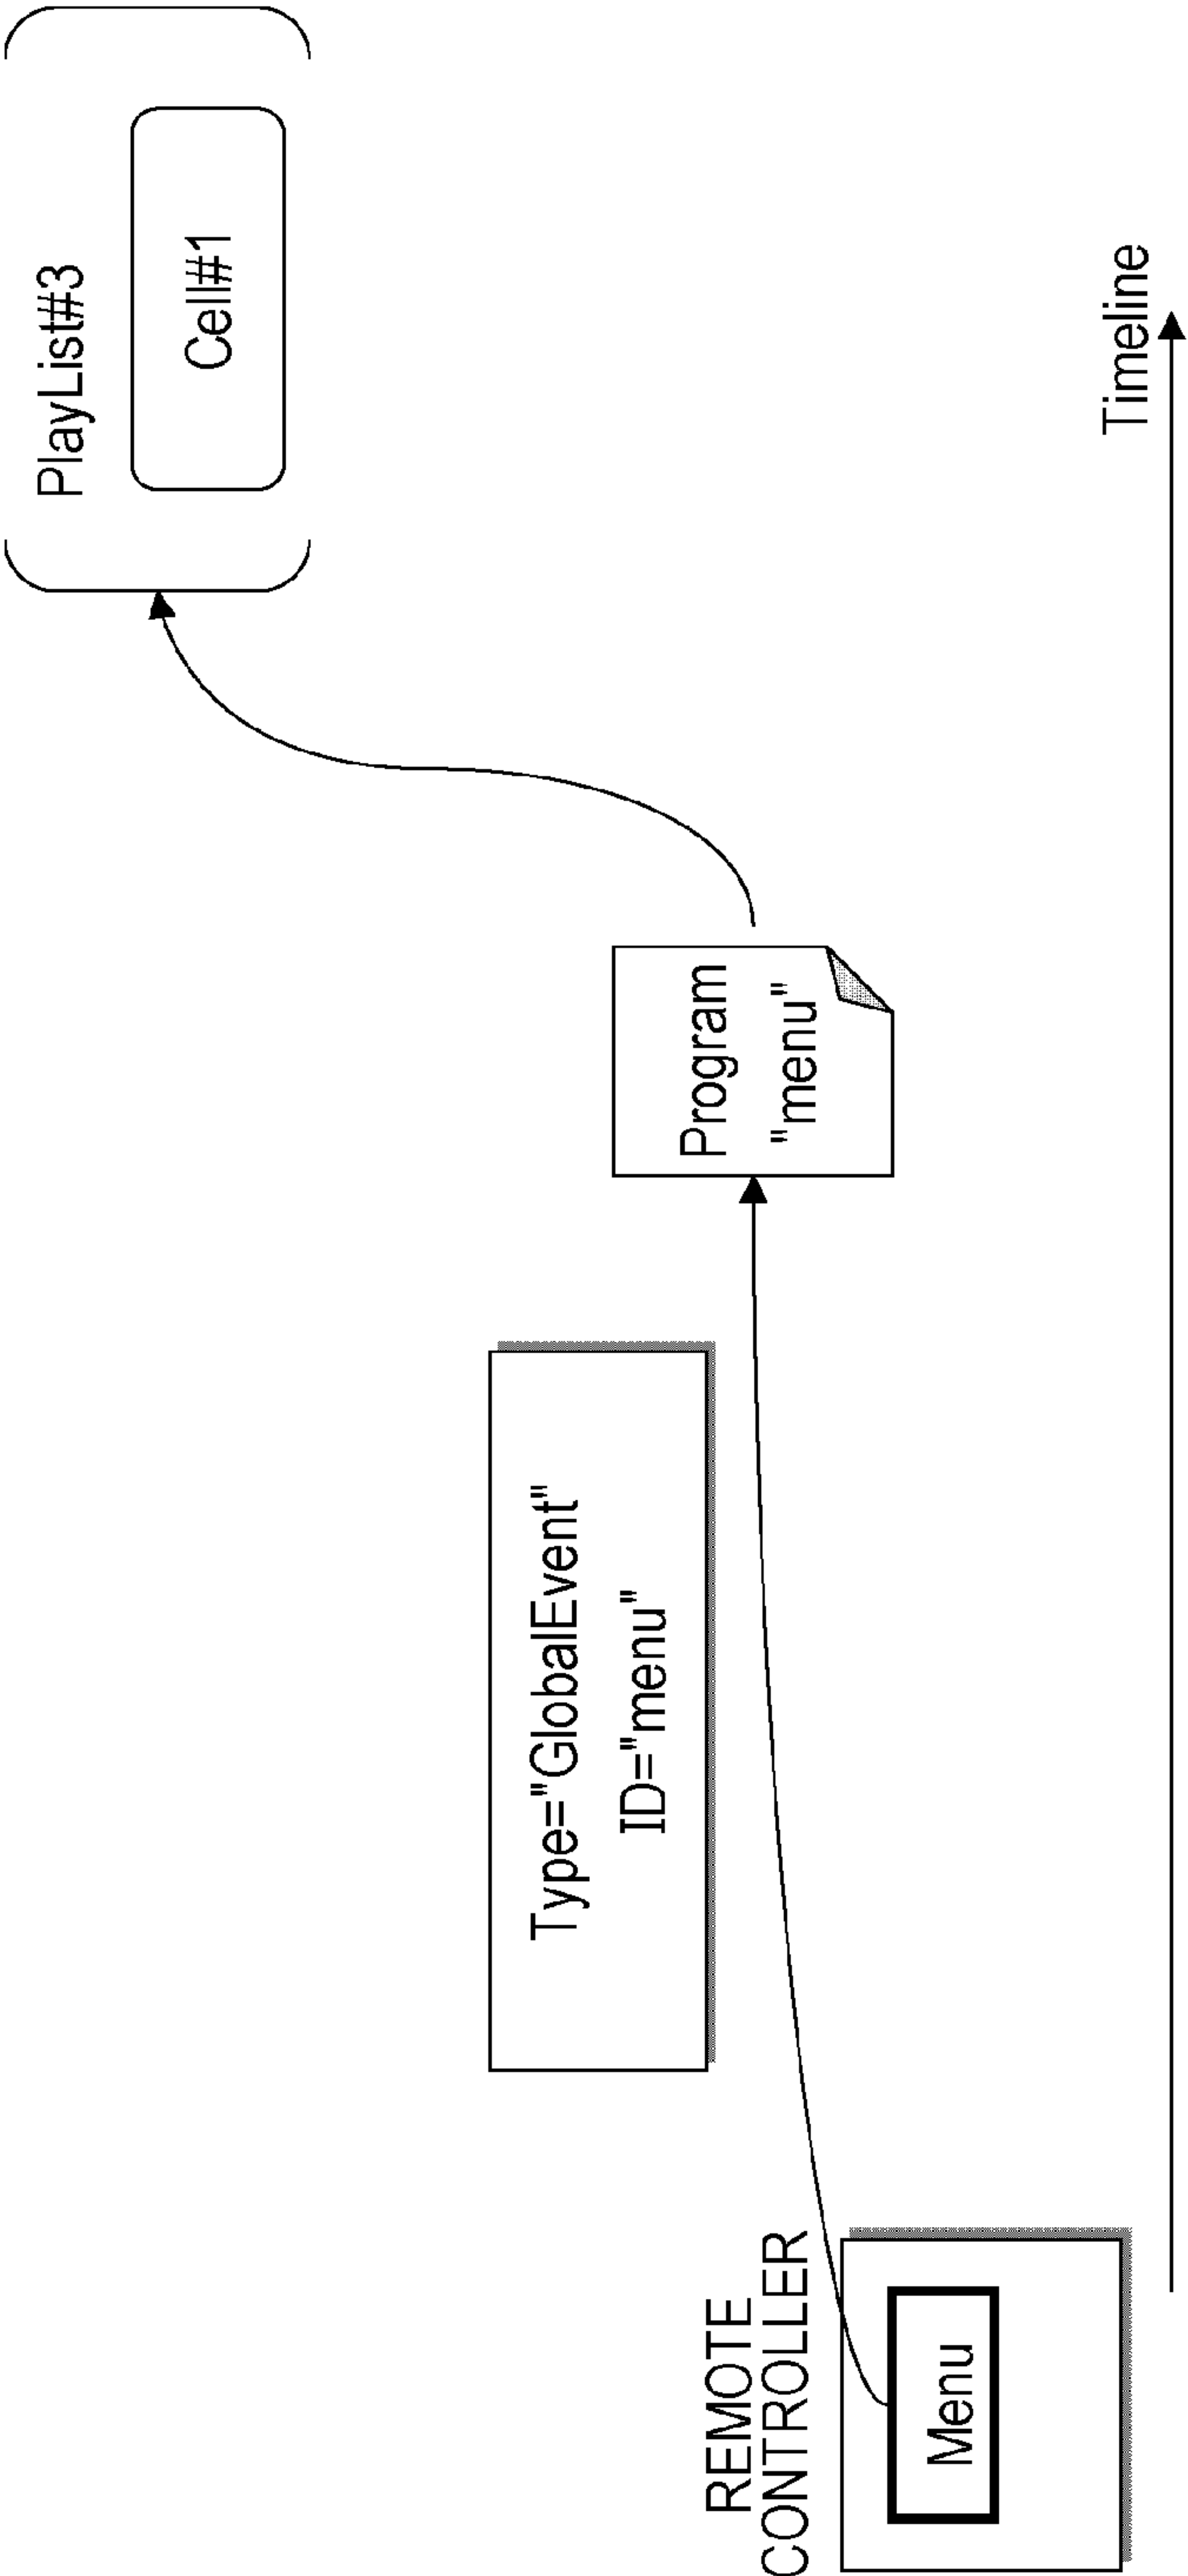 PlayList#3
Cell#1
Type="GlobalEvent"
ID="menu"
Program
"menu"
REMOTE
CONTROLLER
Menu
Timeline